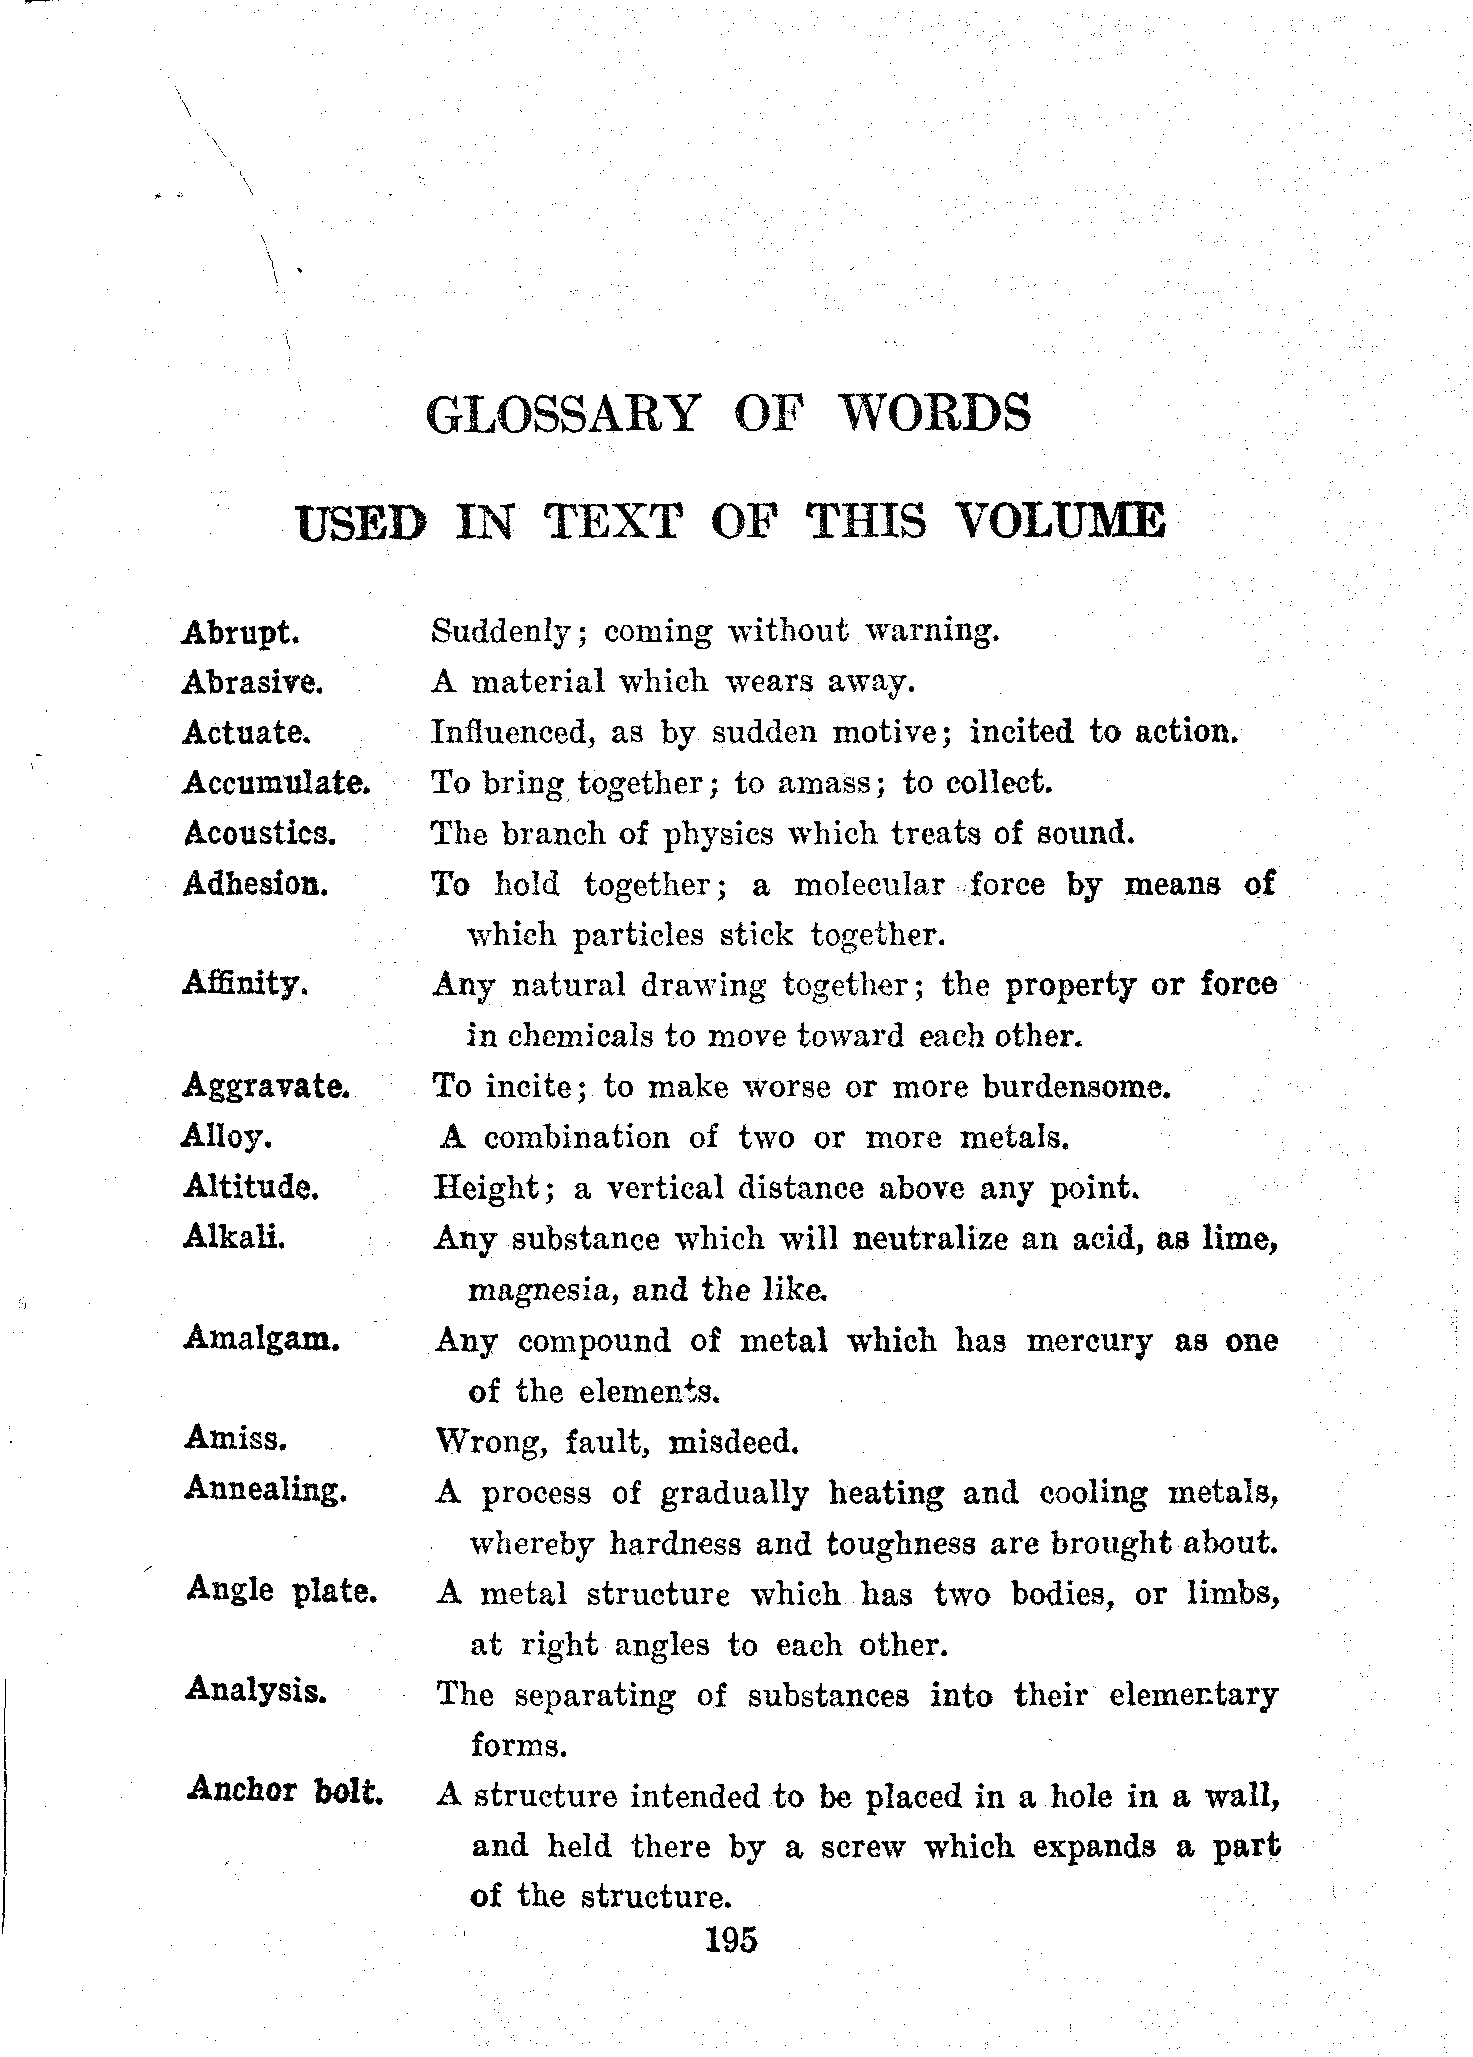 GLOSSARY OF WORDS
USED IN TEXT OF THIS VOLUME
Abrupt. Suddenly; coming without warning.
Abrasive. A material which wears away.
Actuate. Influenced, as by sudden motive; incited to action.
Accumulate. To bring together; to amass; to collect.
Acoustics. The branch of physics which treats of sound.
Adhesion. To hold together; a molecular force by means of
which particles stick together.
Affinity. Any natural drawing together; the property or force
in chemicals to move toward each other.
Aggravate. To incite; to make worse or more burdensome.
Alloy. A combination of two or more metals.
Altitude. Height; a vertical distance above any point.
Alkali. Any substance which will neutralize an acid, as lime,
magnesia, and the like.
Amalgam. Any compound of metal which has mercury as one
of the elements.
Amiss. Wrong, fault, misdeed.
Annealing. A process of gradually heating and cooling metals,
whereby hardness and toughness are brought about.
Angle plate. A metal structure which has two bodies, or limbs,
at right angles to each other.
Analysis. The separating of substances into their elementary
forms.
Anchor bolt. A structure intended to be placed in a hole in a wall,
and held there by a screw which expands a part
of the structure.
195